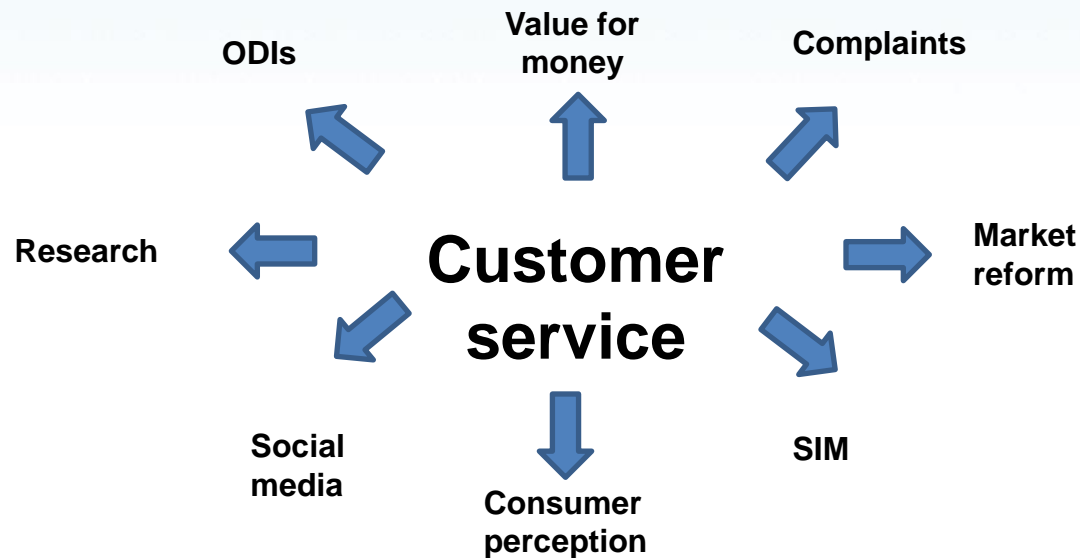 ODIs
Value for
money
Complaints
Research
Customer
service
Market
reform
Social
media
Consumer
perception
SIM